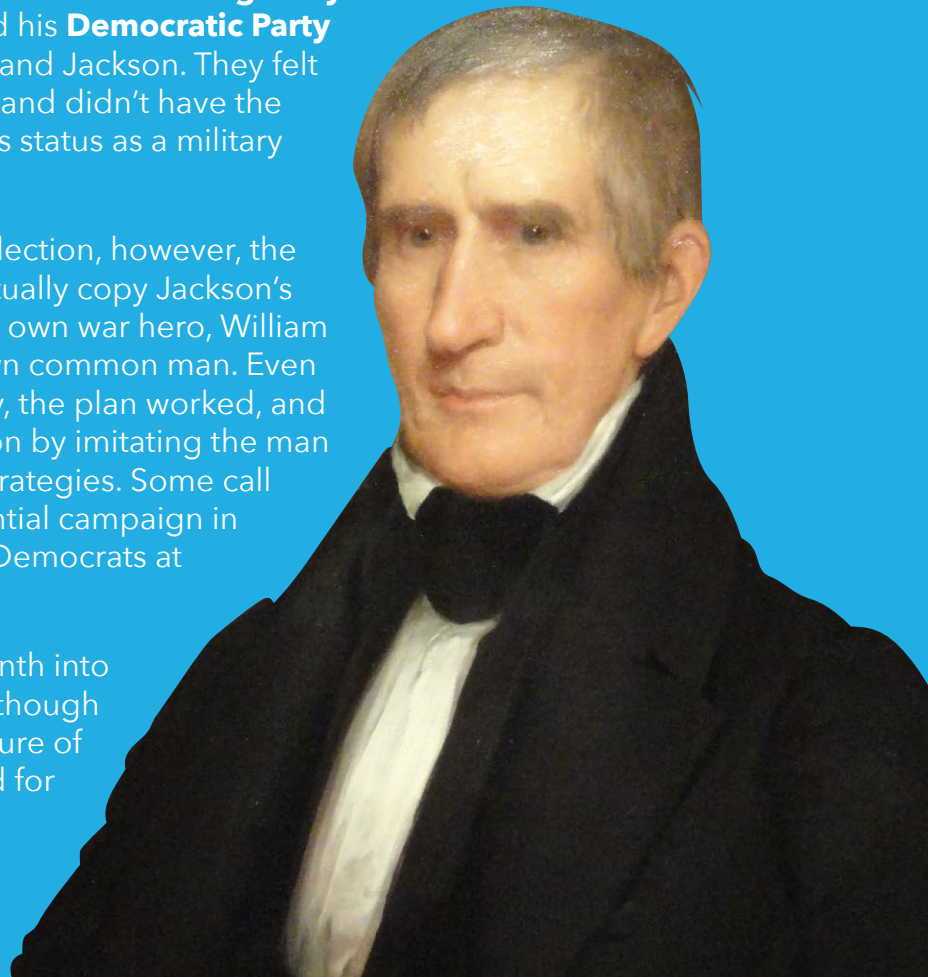 d his Democratic Party
and Jackson. They felt
and didn’t have the
s status as a military
lection, however, the
tually copy Jackson’s
own war hero, William
n common man. Even
, the plan worked, and
on by imitating the man
rategies. Some call
ntial campaign in
Democrats at
nth into
though
ure of
d for